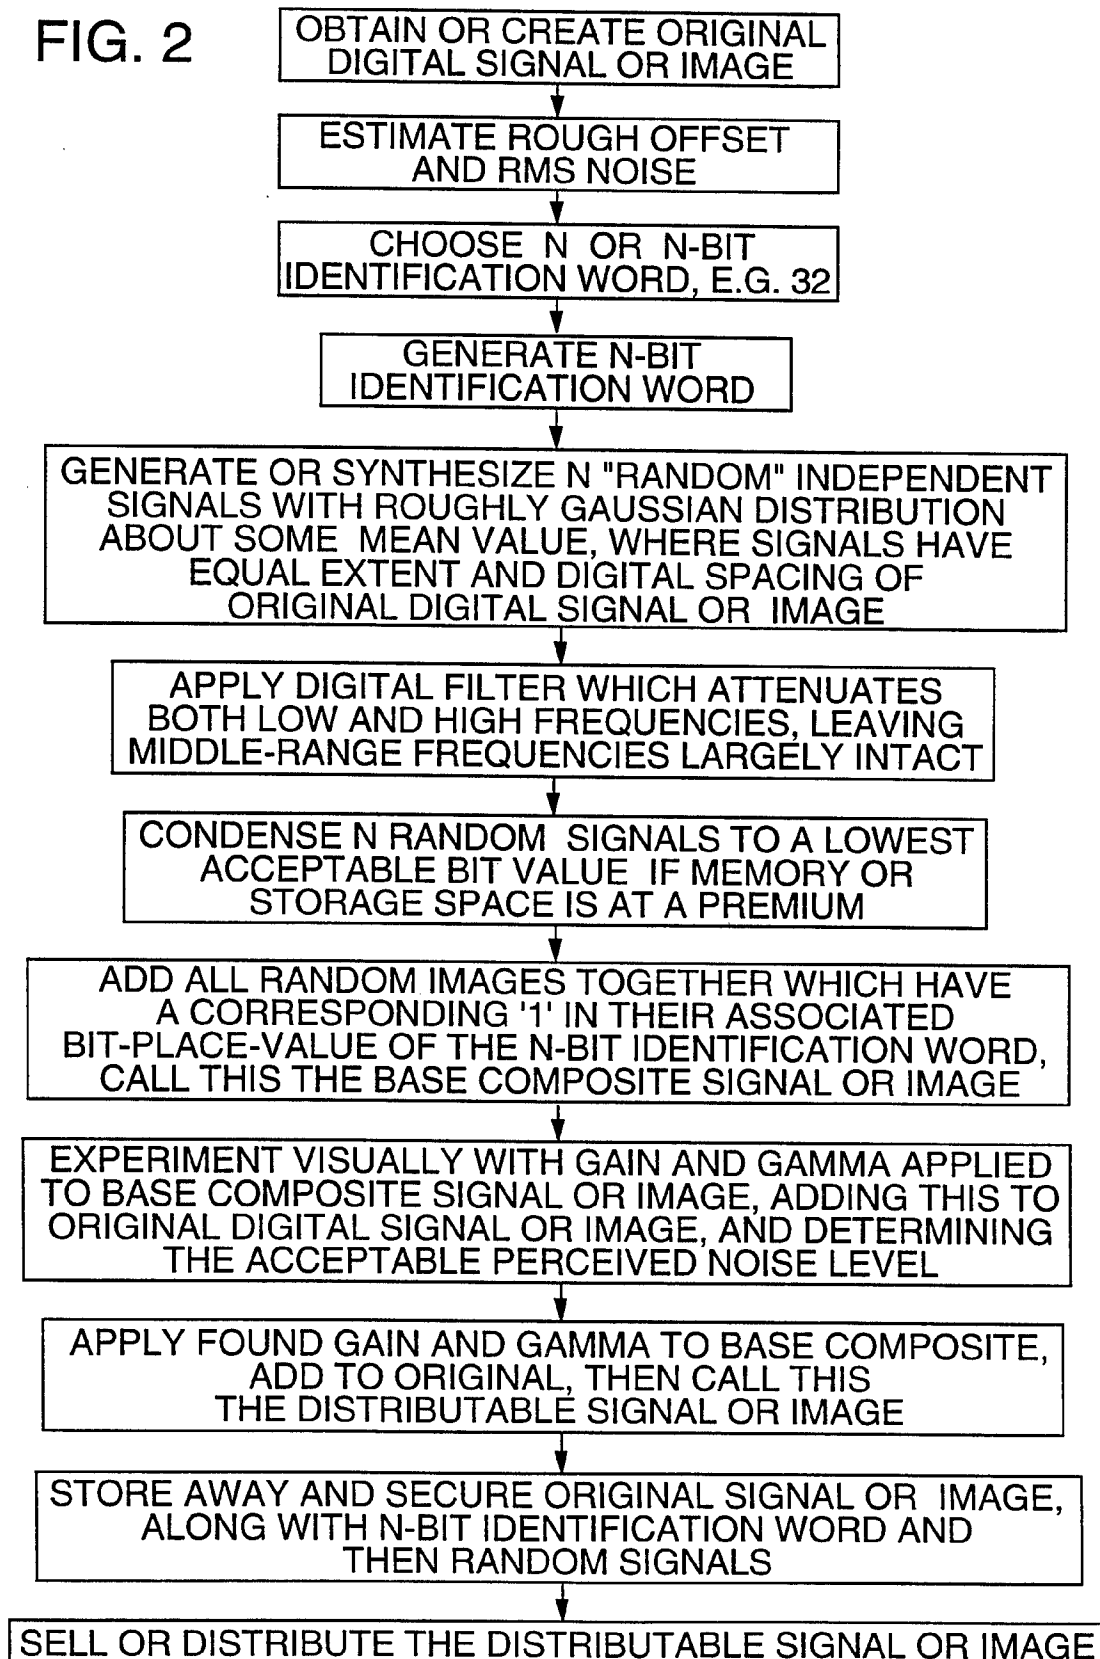 FIG. 2
OBTAIN OR CREATE ORIGINAL
DIGITAL SIGNAL OR IMAGE
ESTIMATE ROUGH OFFSET
AND RMS NOISE
CHOOSE N OR N-BIT
IDENTIFICATION WORD, E.G. 32
GENERATE N-BIT
IDENTIFICATION WORD
GENERATE OR SYNTHESIZE N "RANDOM" INDEPENDENT
SIGNALS WITH ROUGHLY GAUSSIAN DISTRIBUTION
ABOUT SOME MEAN VALUE, WHERE SIGNALS HAVE
EQUAL EXTENT AND DIGITAL SPACING OF
ORIGINAL DIGITAL SIGNAL OR IMAGE
APPLY DIGITAL FILTER WHICH ATTENUATES
BOTH LOW AND HIGH FREQUENCIES, LEAVING
MIDDLE-RANGE FREQUENCIES LARGELY INTACT
CONDENSE N RANDOM SIGNALS TO A LOWEST
ACCEPTABLE BIT VALUE IF MEMORY OR
STORAGE SPACE IS AT A PREMIUM
ADD ALL RANDOM IMAGES TOGETHER WHICH HAVE
A CORRESPONDING '1' IN THEIR ASSOCIATED
BIT-PLACE-VALUE OF THE N-BIT IDENTIFICATION WORD,
CALL THIS THE BASE COMPOSITE SIGNAL OR IMAGE
EXPERIMENT VISUALLY WITH GAIN AND GAMMA APPLIED
TO BASE COMPOSITE SIGNAL OR IMAGE, ADDING THIS TO
ORIGINAL DIGITAL SIGNAL OR IMAGE, AND DETERMINING
THE ACCEPTABLE PERCEIVED NOISE LEVEL
APPLY FOUND GAIN AND GAMMA TO BASE COMPOSITE,
ADD TO ORIGINAL, THEN CALL THIS
THE DISTRIBUTABLE SIGNAL OR IMAGE
STORE AWAY AND SECURE ORIGINAL SIGNAL OR IMAGE,
ALONG WITH N-BIT IDENTIFICATION WORD AND
THEN RANDOM SIGNALS
SELL OR DISTRIBUTE THE DISTRIBUTABLE SIGNAL OR IMAGE